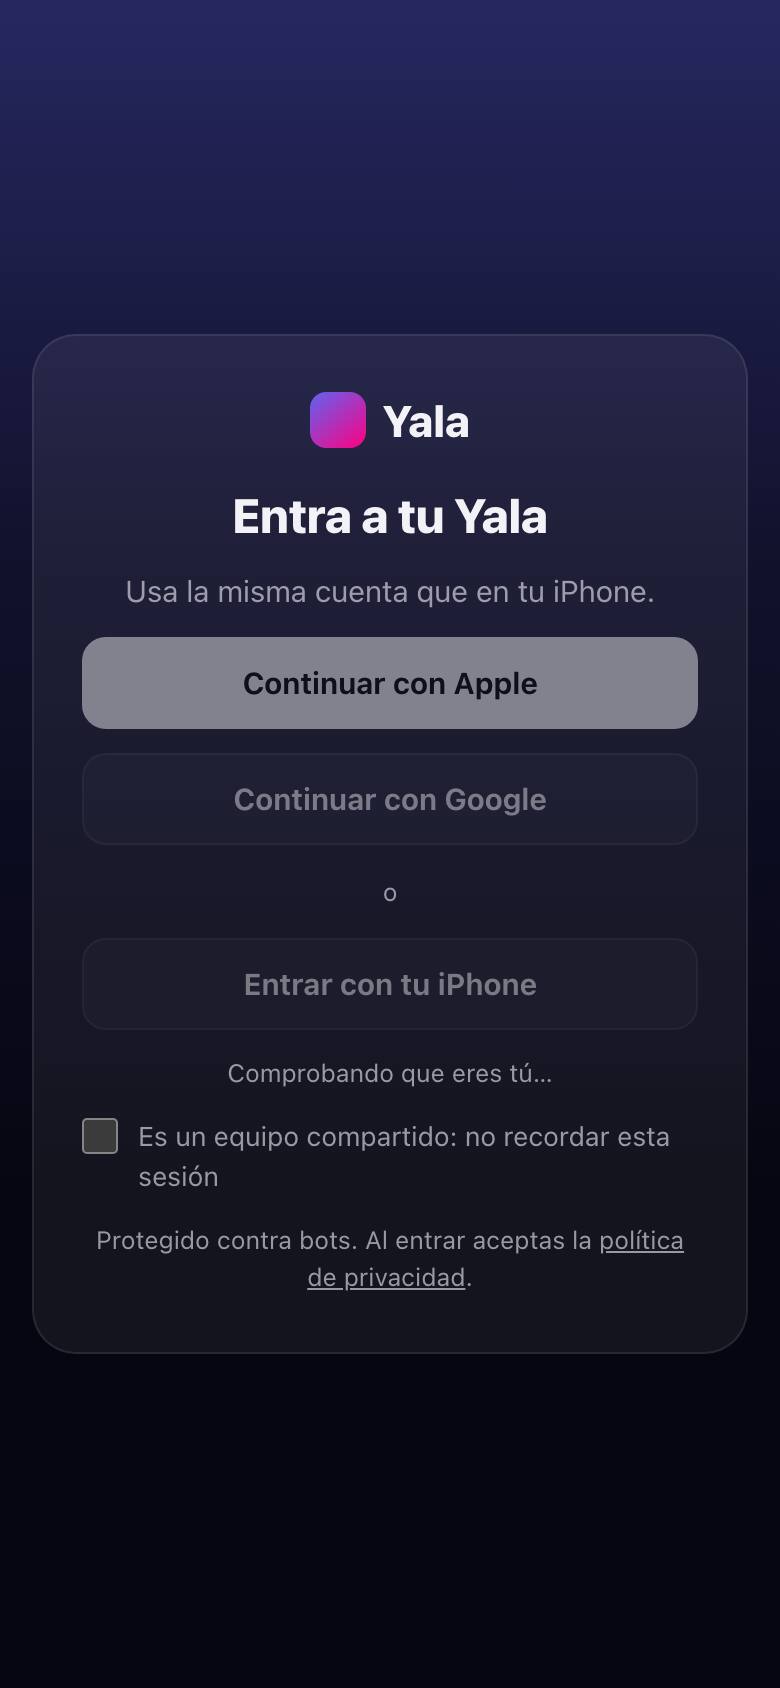 Yala
Entra a tu Yala
Usa la misma cuenta que en tu iPhone.
Continuar con Apple
Continuar con Google
o
Entrar con tu iPhone
Comprobando que eres tú…
Es un equipo compartido: no recordar esta
sesión
Protegido contra bots. Al entrar aceptas la política
de privacidad.